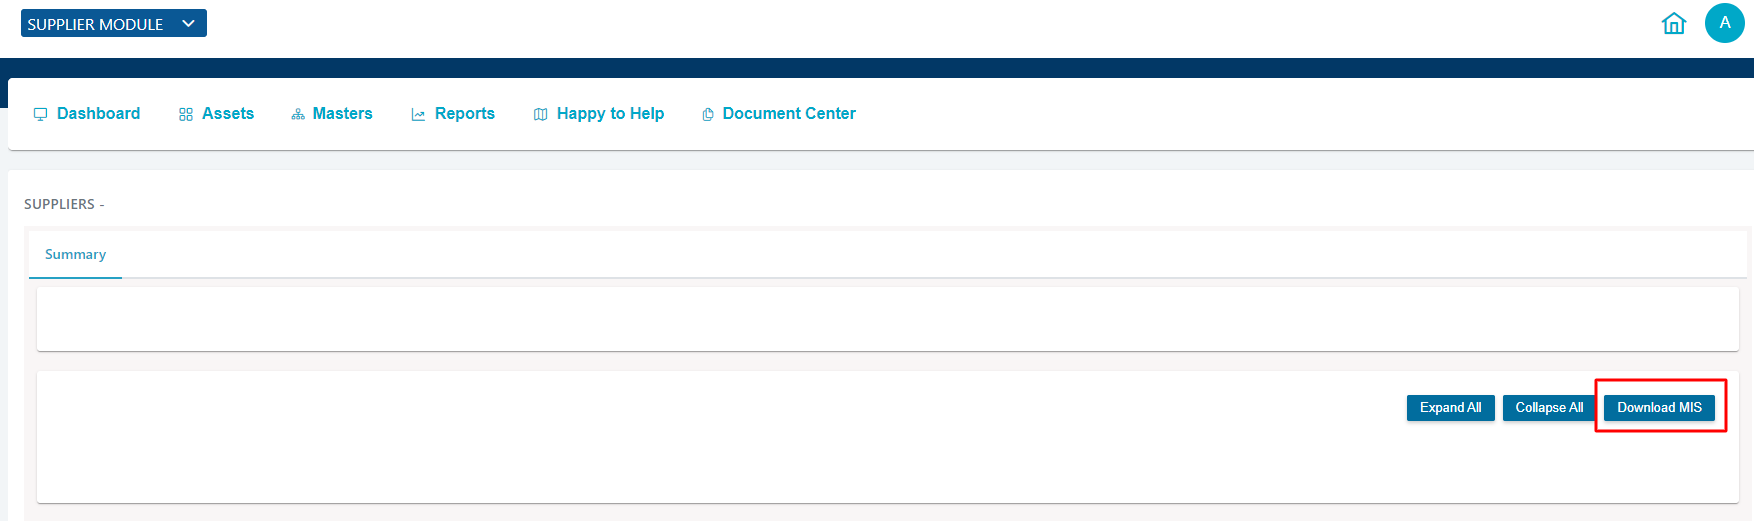 SUPPLIER MODULE
A
Dashboard Assets Masters Reports Happy to Help Document Center
SUPPLIERS -
Summary
Expand All Collapse All Download MIS